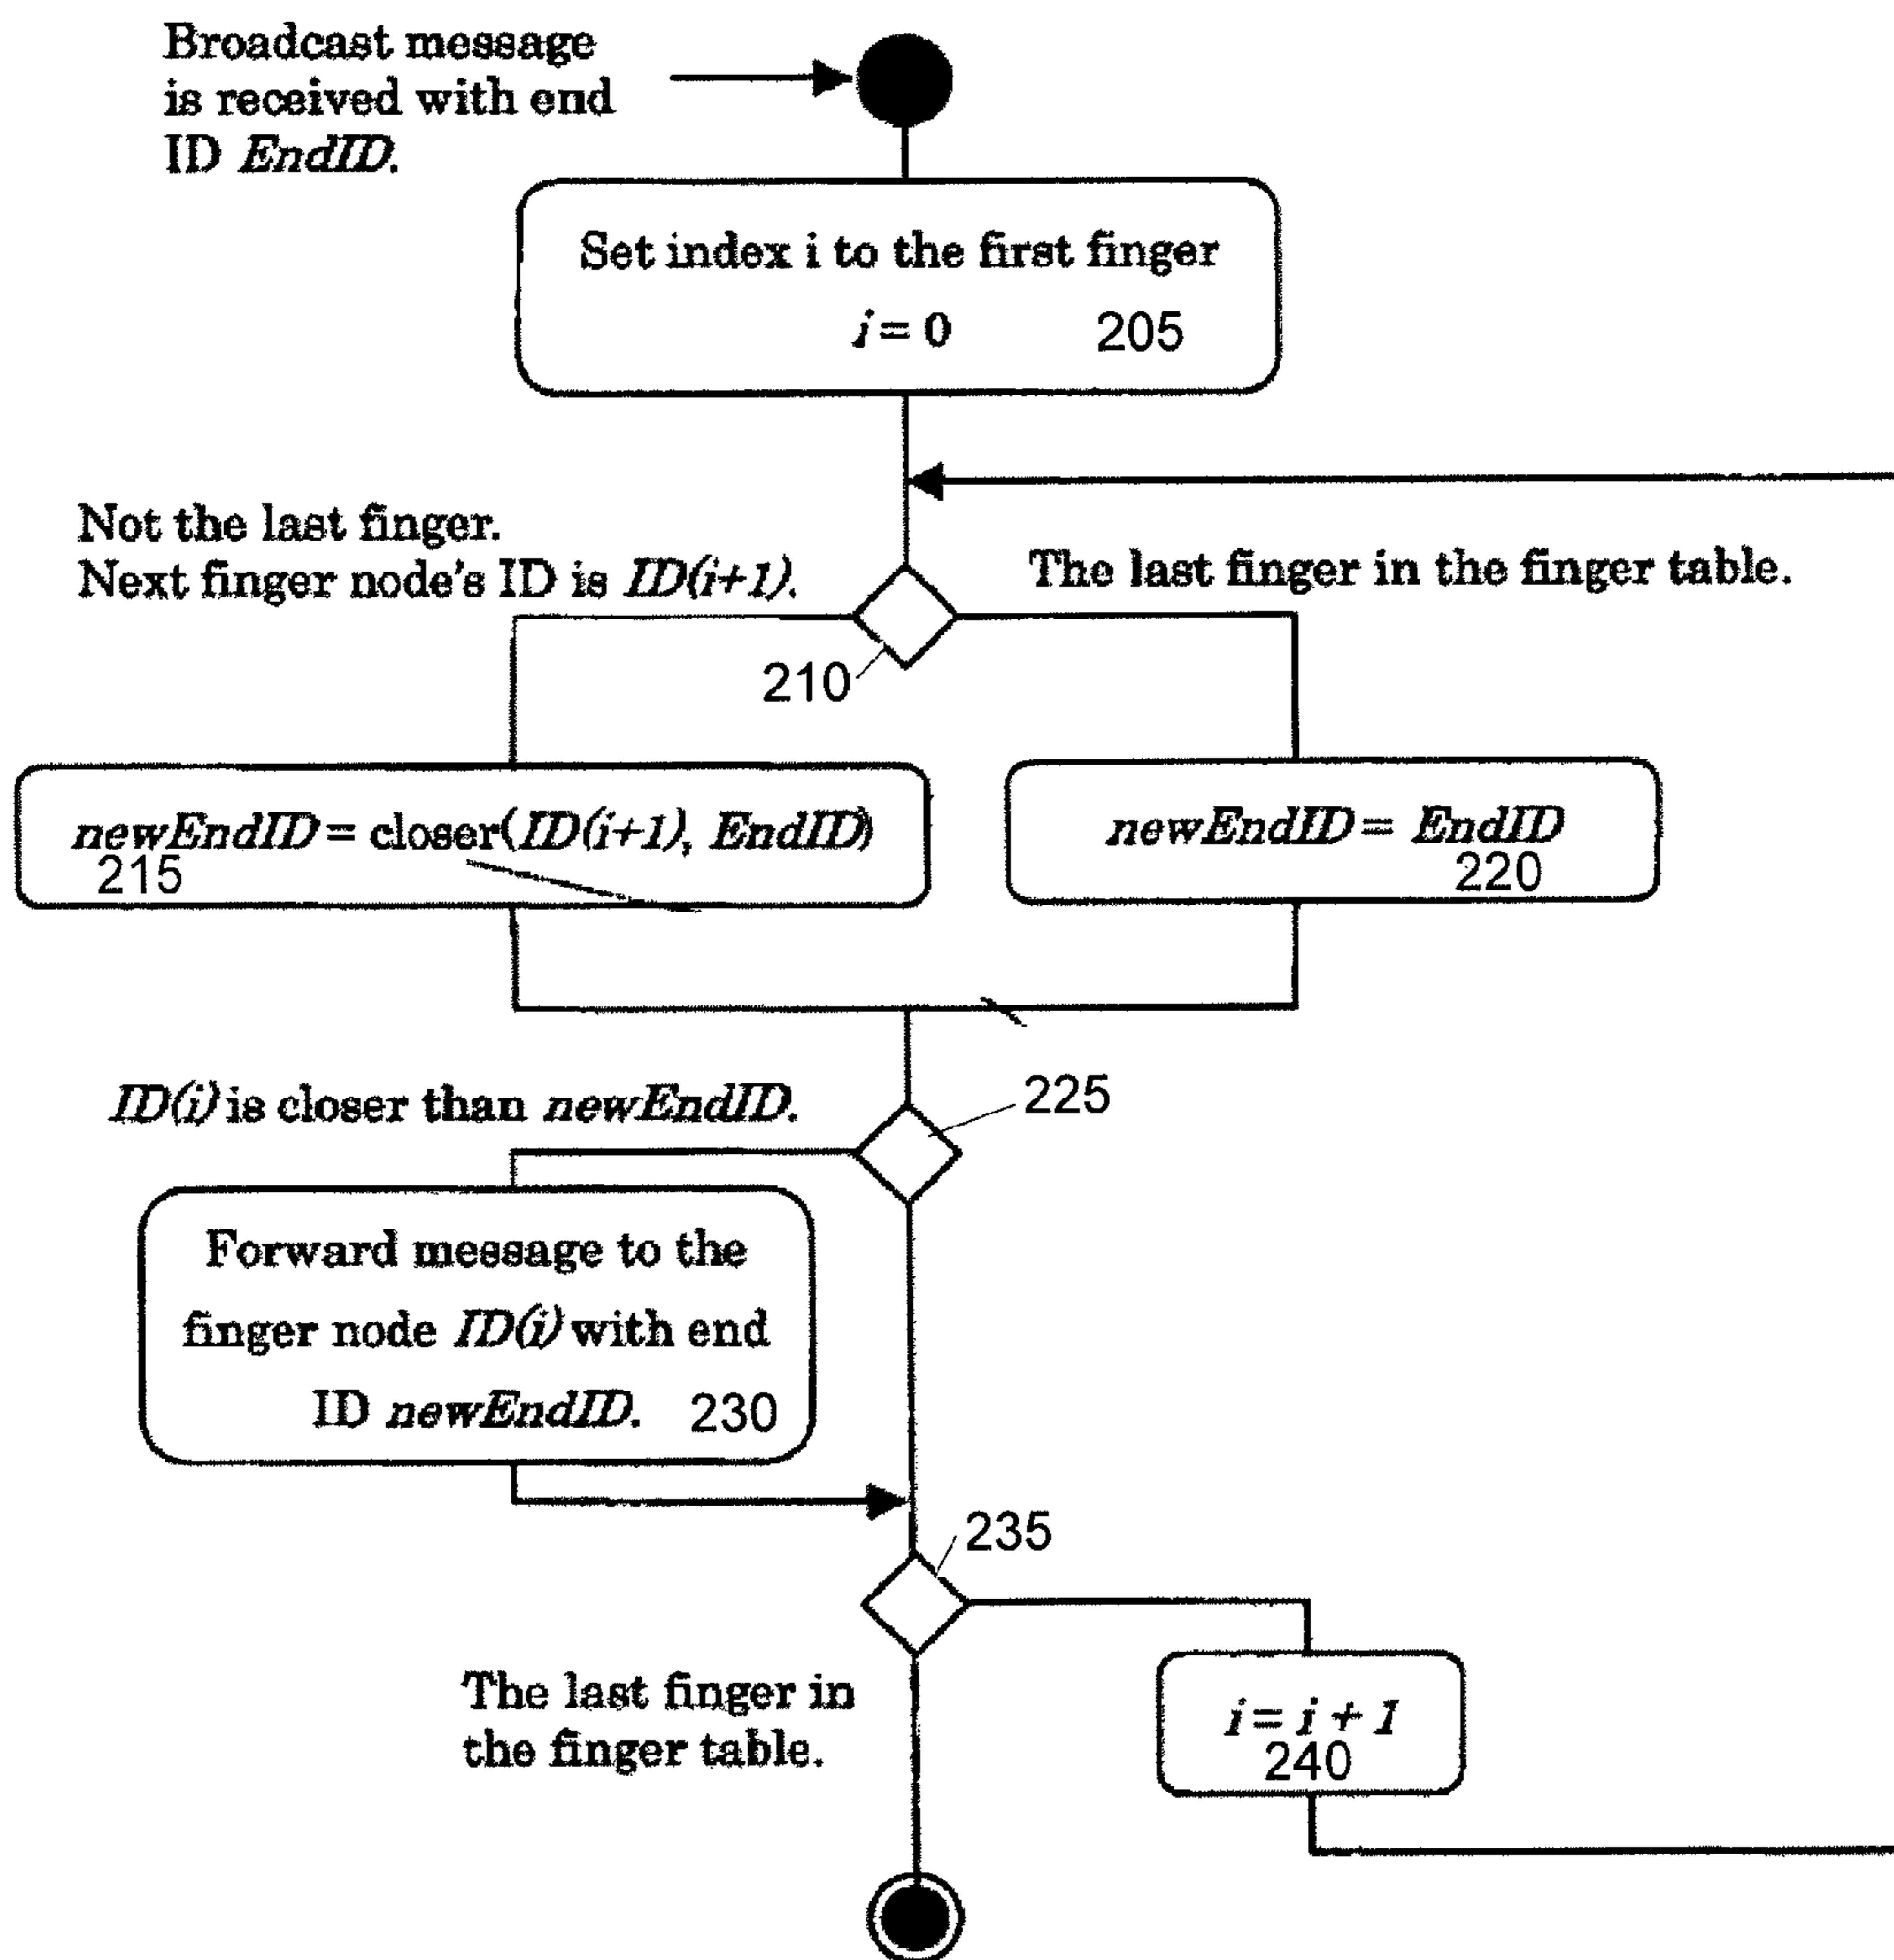 Broadcast message
is received with end
ID EndID.
Set index i to the first finger
i = 0 205
Not the last finger.
Next finger node's ID is ID(i+1).
The last finger in the finger table.
210
newEndID = closer(ID(i+1), EndID)
215
newEndID = EndID
220
ID(i) is closer than newEndID.
225
Forward message to the
finger node ID(i) with end
ID newEndID. 230
235
The last finger in
the finger table.
i = i + 1
240